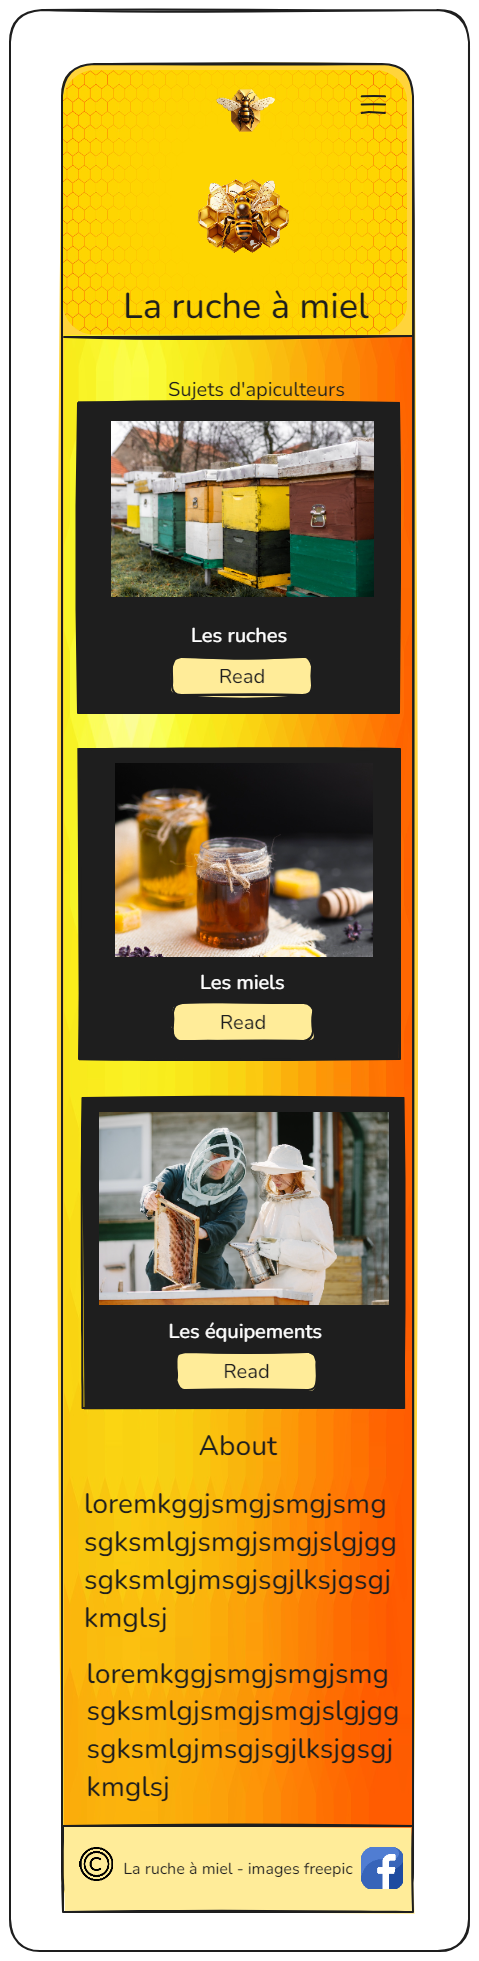 La ruche à miel
Sujets d'apiculteurs
Les ruches
Read
Les miels
Read
Les équipements
Read
About
loremkggjsmgjsmgjsmg
sgksmlgjsmgjsmgjslgjgg
sgksmlgjmsgjsgjlksjgsgj
kmglsj
loremkggjsmgjsmgjsmg
sgksmlgjsmgjsmgjslgjgg
sgksmlgjmsgjsgjlksjgsgj
kmglsj
© La ruche à miel - images freepic f